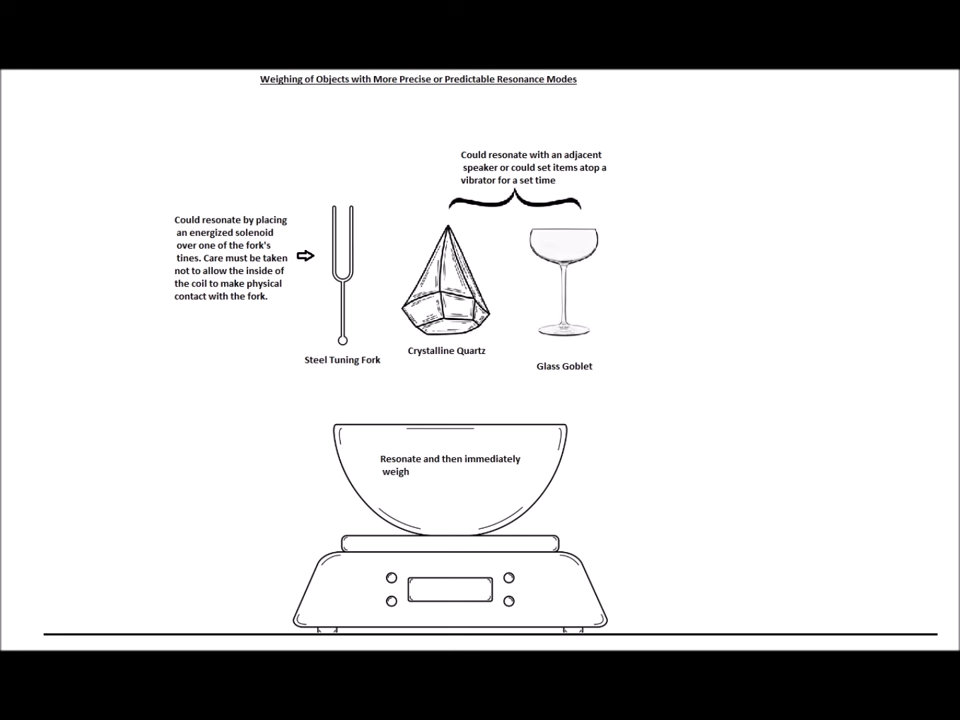 Weighing of Objects with More Precise or Predictable Resonance Modes
Could resonate with an adjacent
speaker or could set items atop a
vibrator for a set time
Could resonate by placing
an energized solenoid
over one of the fork's
tines. Care must be taken
not to allow the inside of
the coil to make physical
contact with the fork.
Steel Tuning Fork
Crystalline Quartz
Glass Goblet
Resonate and then immediately
weigh